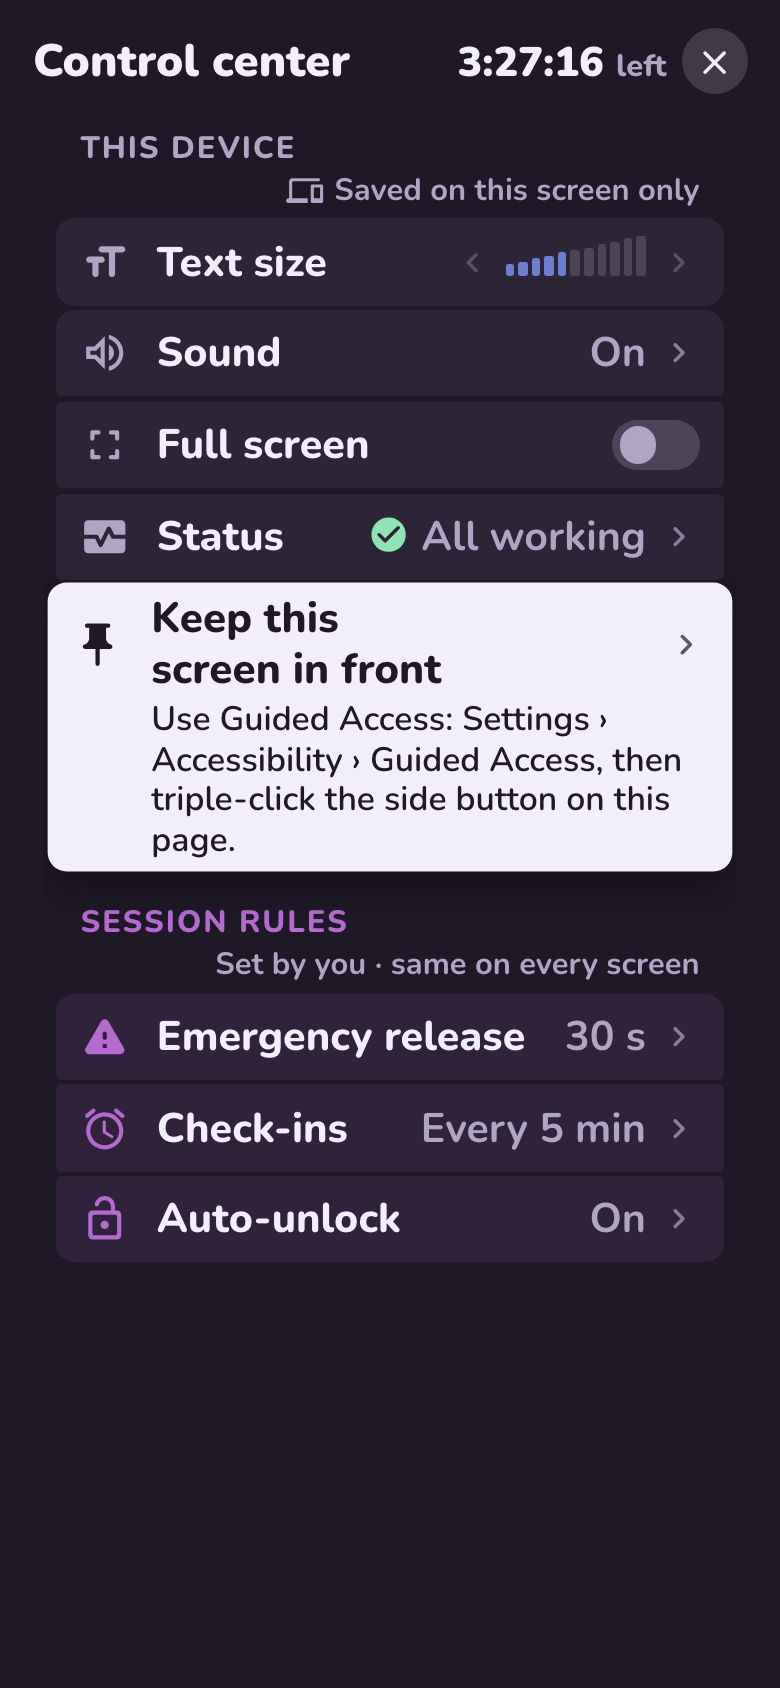 Control center
3:27:16 left
THIS DEVICE
Saved on this screen only
Text size
Sound On
Full screen
Status All working
Keep this
screen in front
Use Guided Access: Settings ›
Accessibility › Guided Access, then
triple-click the side button on this
page.
SESSION RULES
Set by you · same on every screen
Emergency release 30 s
Check-ins Every 5 min
Auto-unlock On